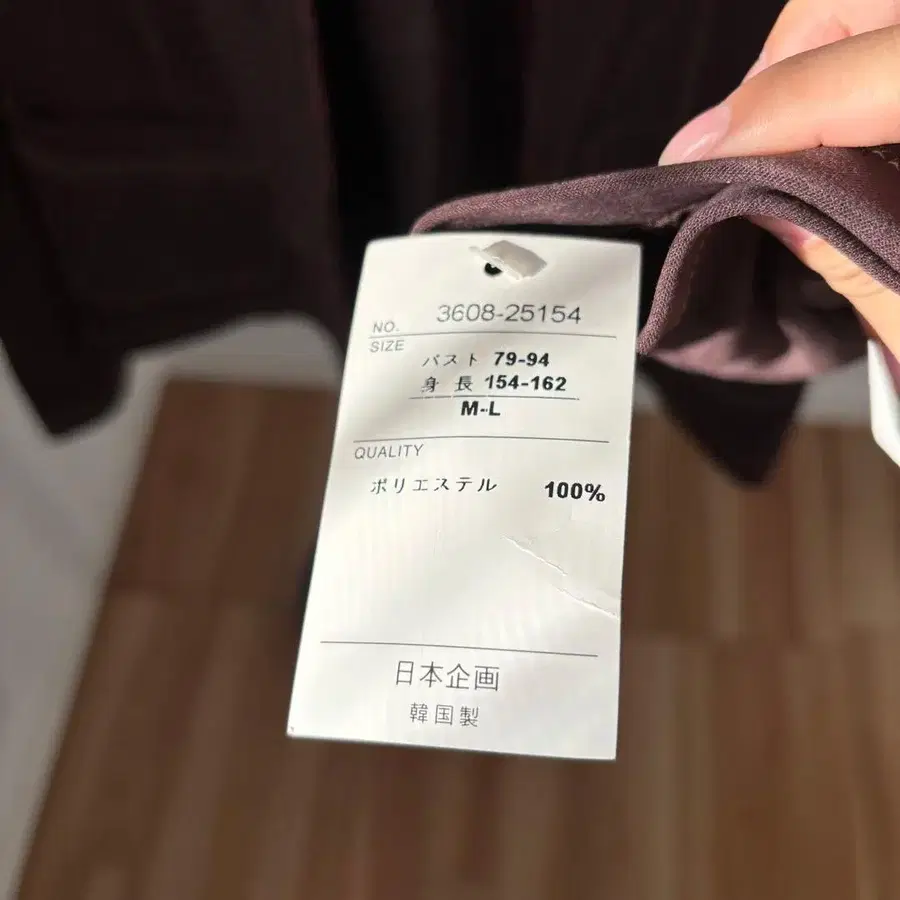 NO. 3608-25154
SIZE
バスト 79-94
身長 154-162
M-L
QUALITY
ポリエステル 100%
日本企画
韓国製